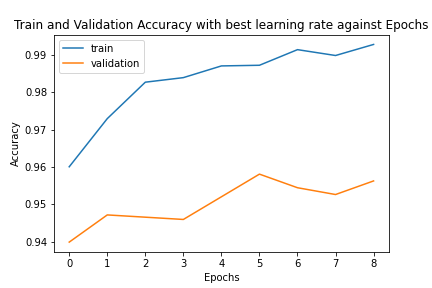 Train and Validation Accuracy with best learning rate against Epochs
train
validation
0.99
0.98
0.97
0.96
0.95
0.94
Accuracy
0 1 2 3 4 5 6 7 8
Epochs